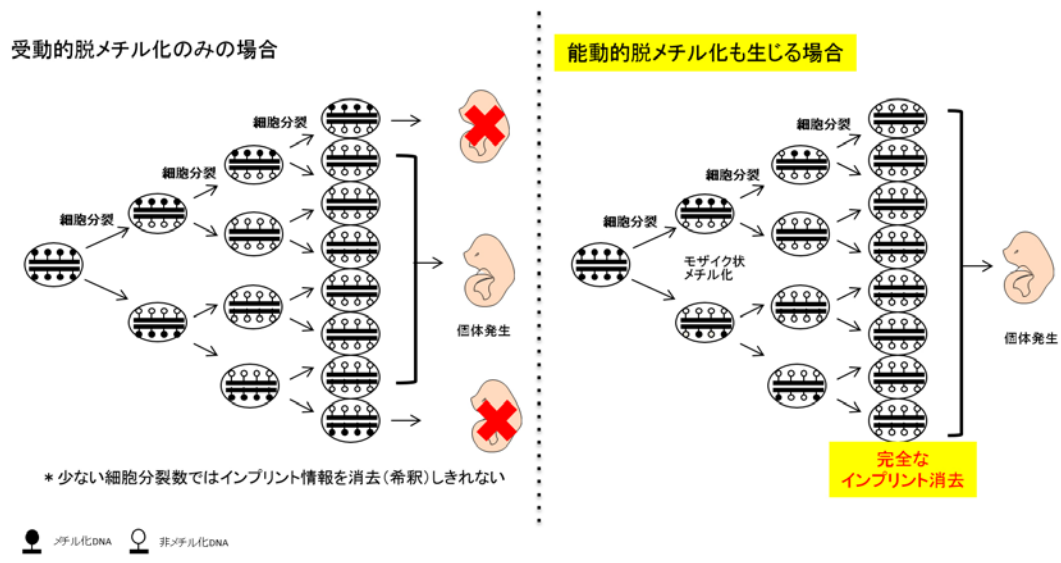 受動的脱メチル化のみの場合
細胞分裂
細胞分裂
細胞分裂
個体発生
* 少ない細胞分裂数ではインプリント情報を消去(希釈)しきれない
メチル化DNA
非メチル化DNA
能動的脱メチル化も生じる場合
細胞分裂
細胞分裂
細胞分裂
モザイク状
メチル化
個体発生
完全な
インプリント消去